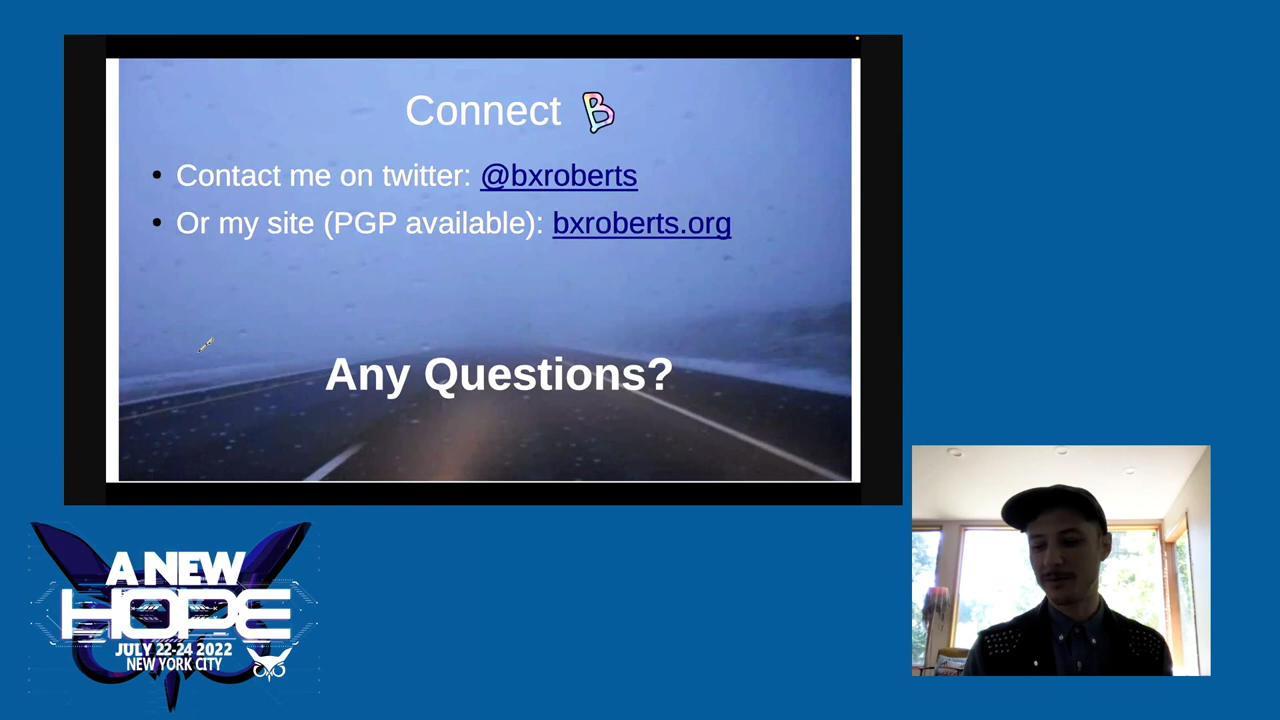 Connect B
• Contact me on twitter: @bxroberts
• Or my site (PGP available): bxroberts.org
Any Questions?
A NEW
HOPE
JULY 22-24 2022
NEW YORK CITY